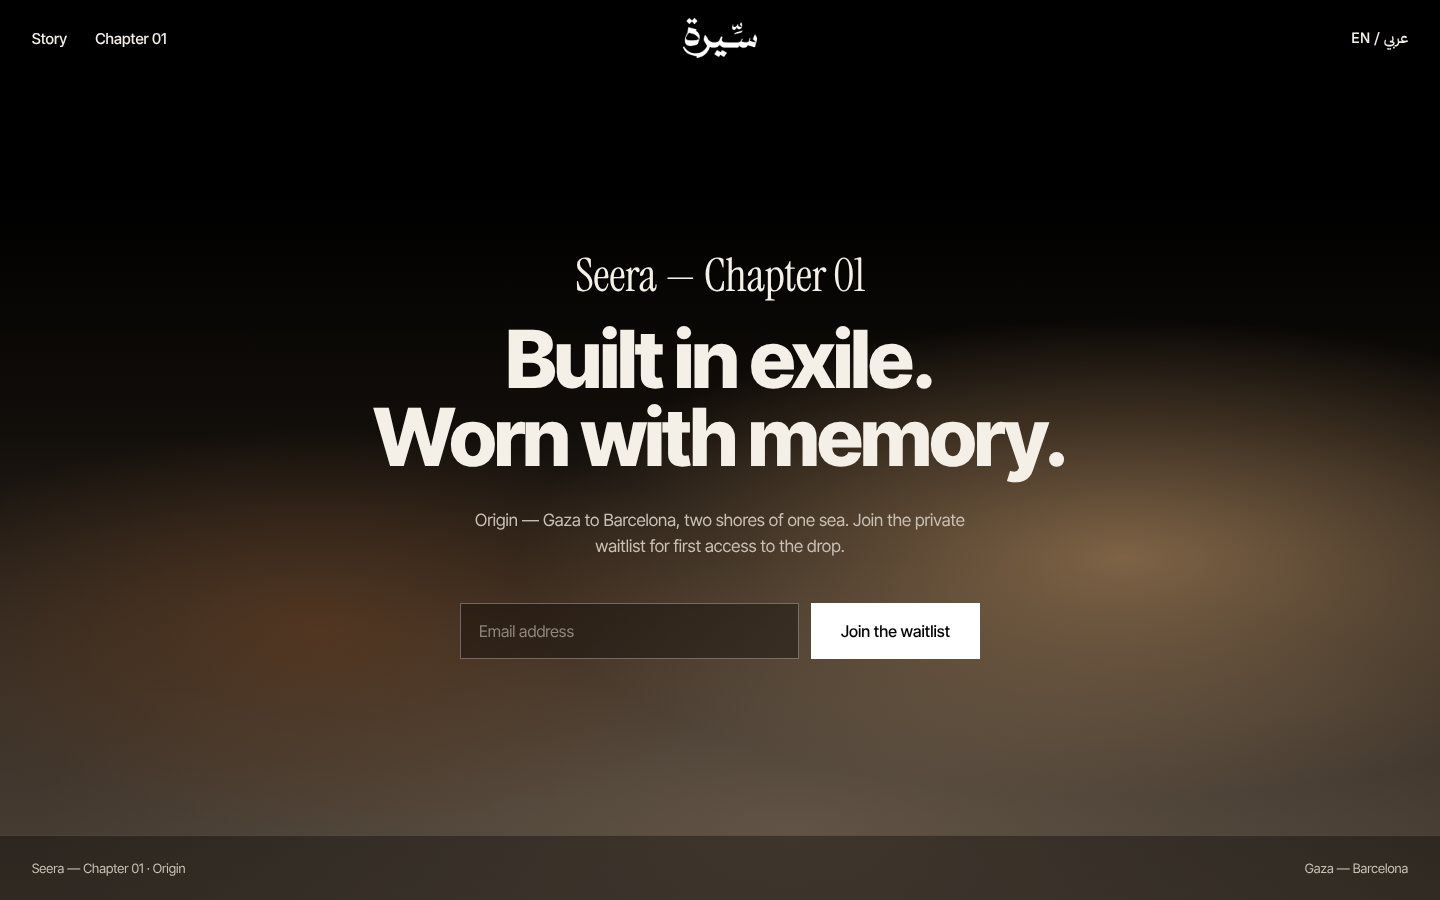 Story
Chapter 01
سِّيرة
EN / عربي
Seera — Chapter 01
Built in exile.
Worn with memory.
Origin — Gaza to Barcelona, two shores of one sea. Join the private
waitlist for first access to the drop.
Email address
Join the waitlist
Seera — Chapter 01 · Origin
Gaza — Barcelona